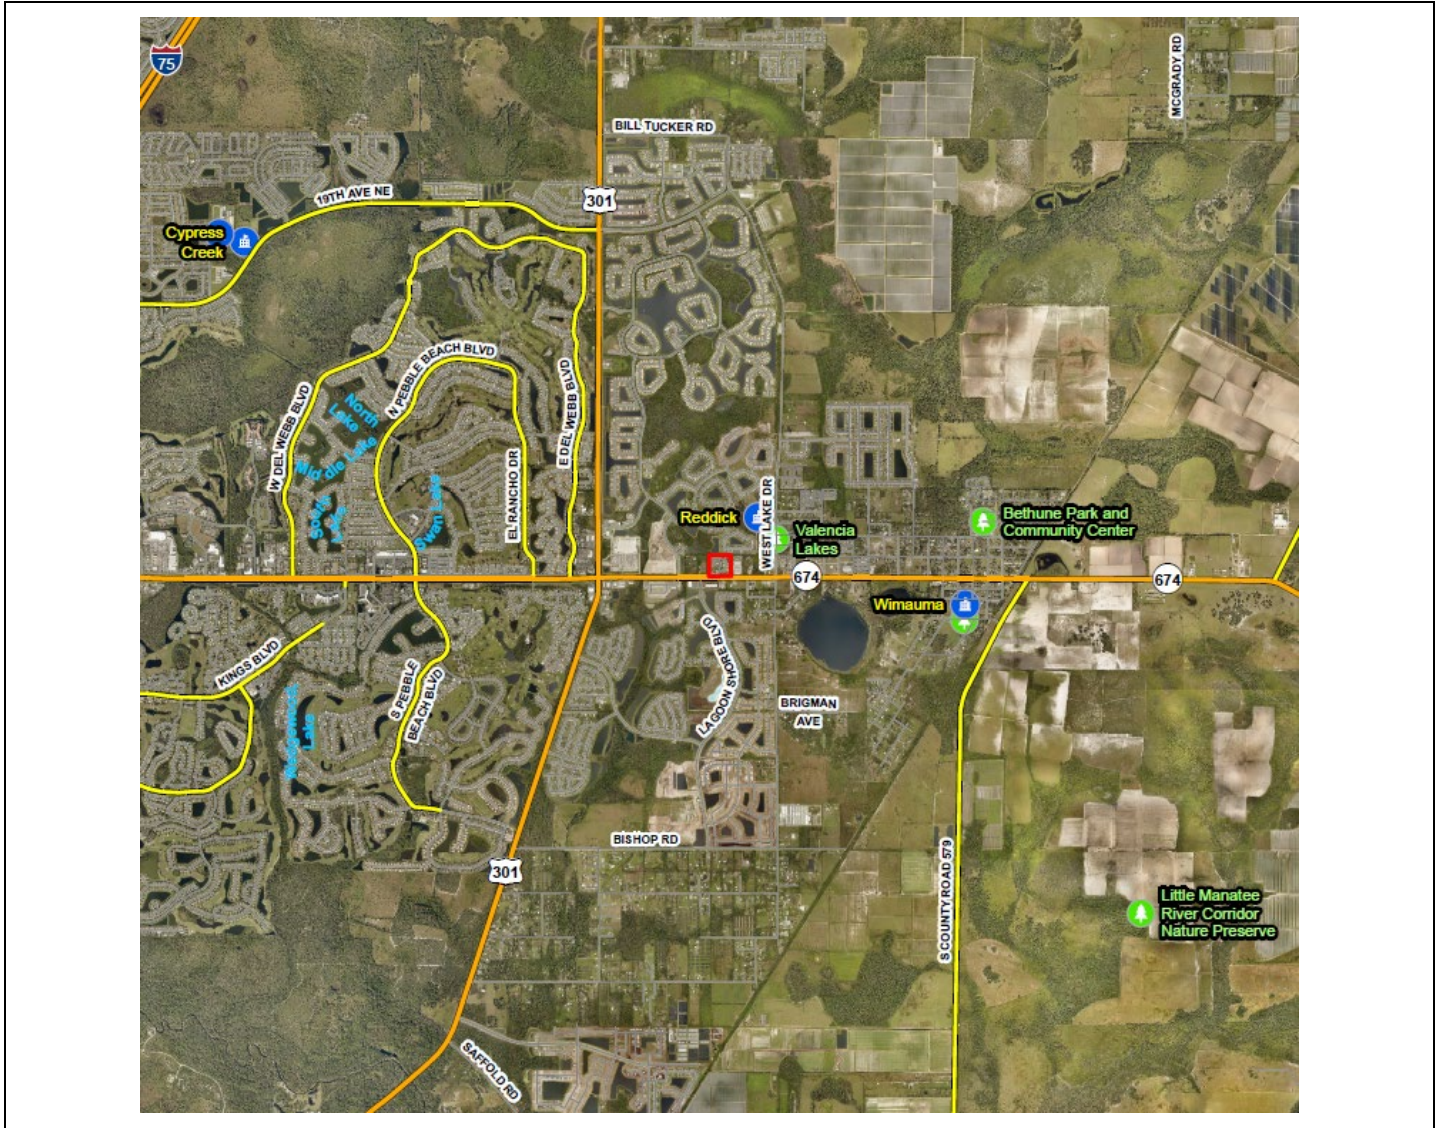 75
MCGRADY RD
BILL TUCKER RD
19TH AVE NE
301
Cypress
Creek
N PEBBLE BEACH BLVD
W DEL WEBB BLVD
E DEL WEBB BLVD
North
Lake
Middle Lake
South
Lake
Swan Lake
EL RANCHO DR
WEST LAKE DR
Reddick
Valencia
Lakes
Bethune Park and
Community Center
674
674
Wimauma
KINGS BLVD
S PEBBLE
BEACH BLVD
LAGOON SHORE BLVD
BRIGMAN
AVE
Lake
BISHOP RD
301
S COUNTY ROAD 579
Little Manatee
River Corridor
Nature Preserve
SAFFOLD RD